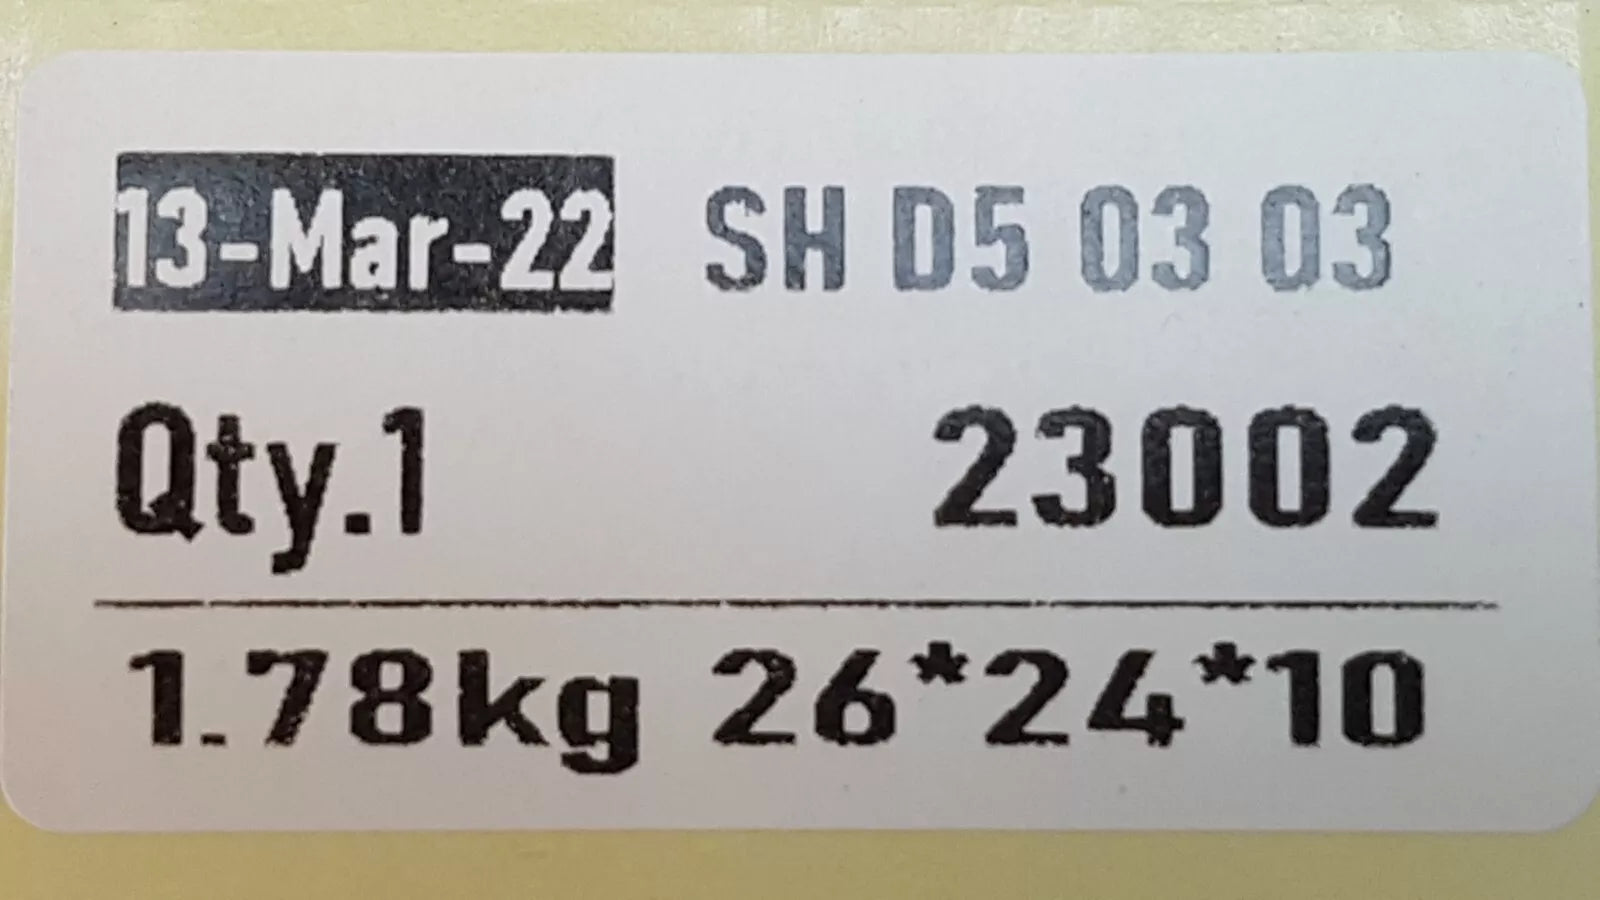 13-Mar-22 SH D5 03 03
Qty.1 23002
1.78kg 26*24*10